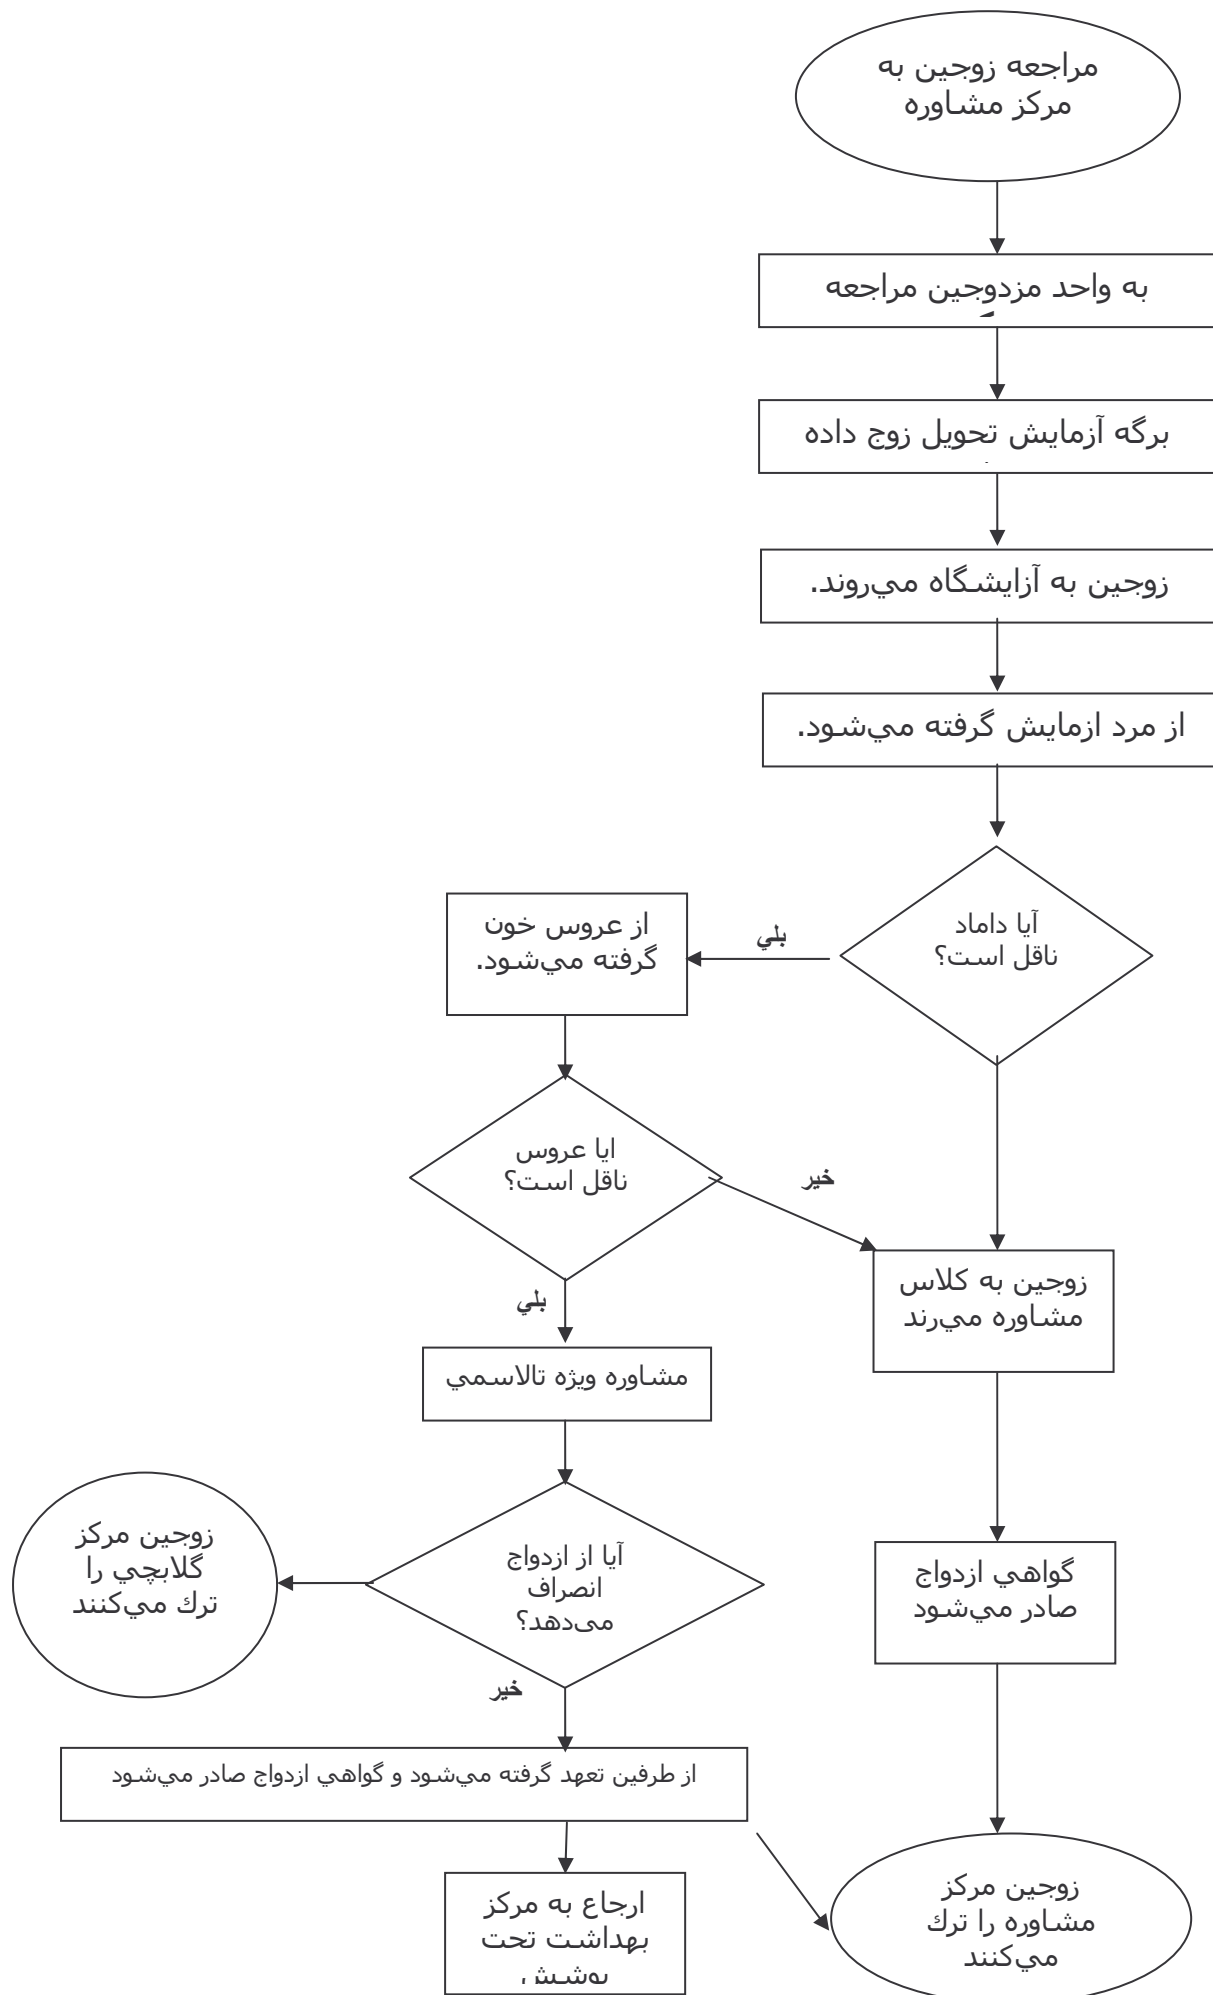 مراجعه زوجين به
مركز مشاوره
به واحد مزدوجين مراجعه
برگه آزمايش تحويل زوج داده
زوجين به آزايشگاه مي‌روند.
از مرد ازمايش گرفته مي‌شود.
آيا داماد
ناقل است؟
بلي
از عروس خون
گرفته مي‌شود.
ايا عروس
ناقل است؟
خير
زوجين به كلاس
مشاوره مي‌رند
بلي
مشاوره ويژه تالاسمي
آيا از ازدواج
انصراف
می‌دهد؟
زوجين مركز
گلابچي را
ترك مي‌كنند
گواهي ازدواج
صادر مي‌شود
خير
از طرفين تعهد گرفته مي‌شود و گواهي ازدواج صادر مي‌شود
ارجاع به مركز
بهداشت تحت
پوشش
زوجين مركز
مشاوره را ترك
مي‌كنند